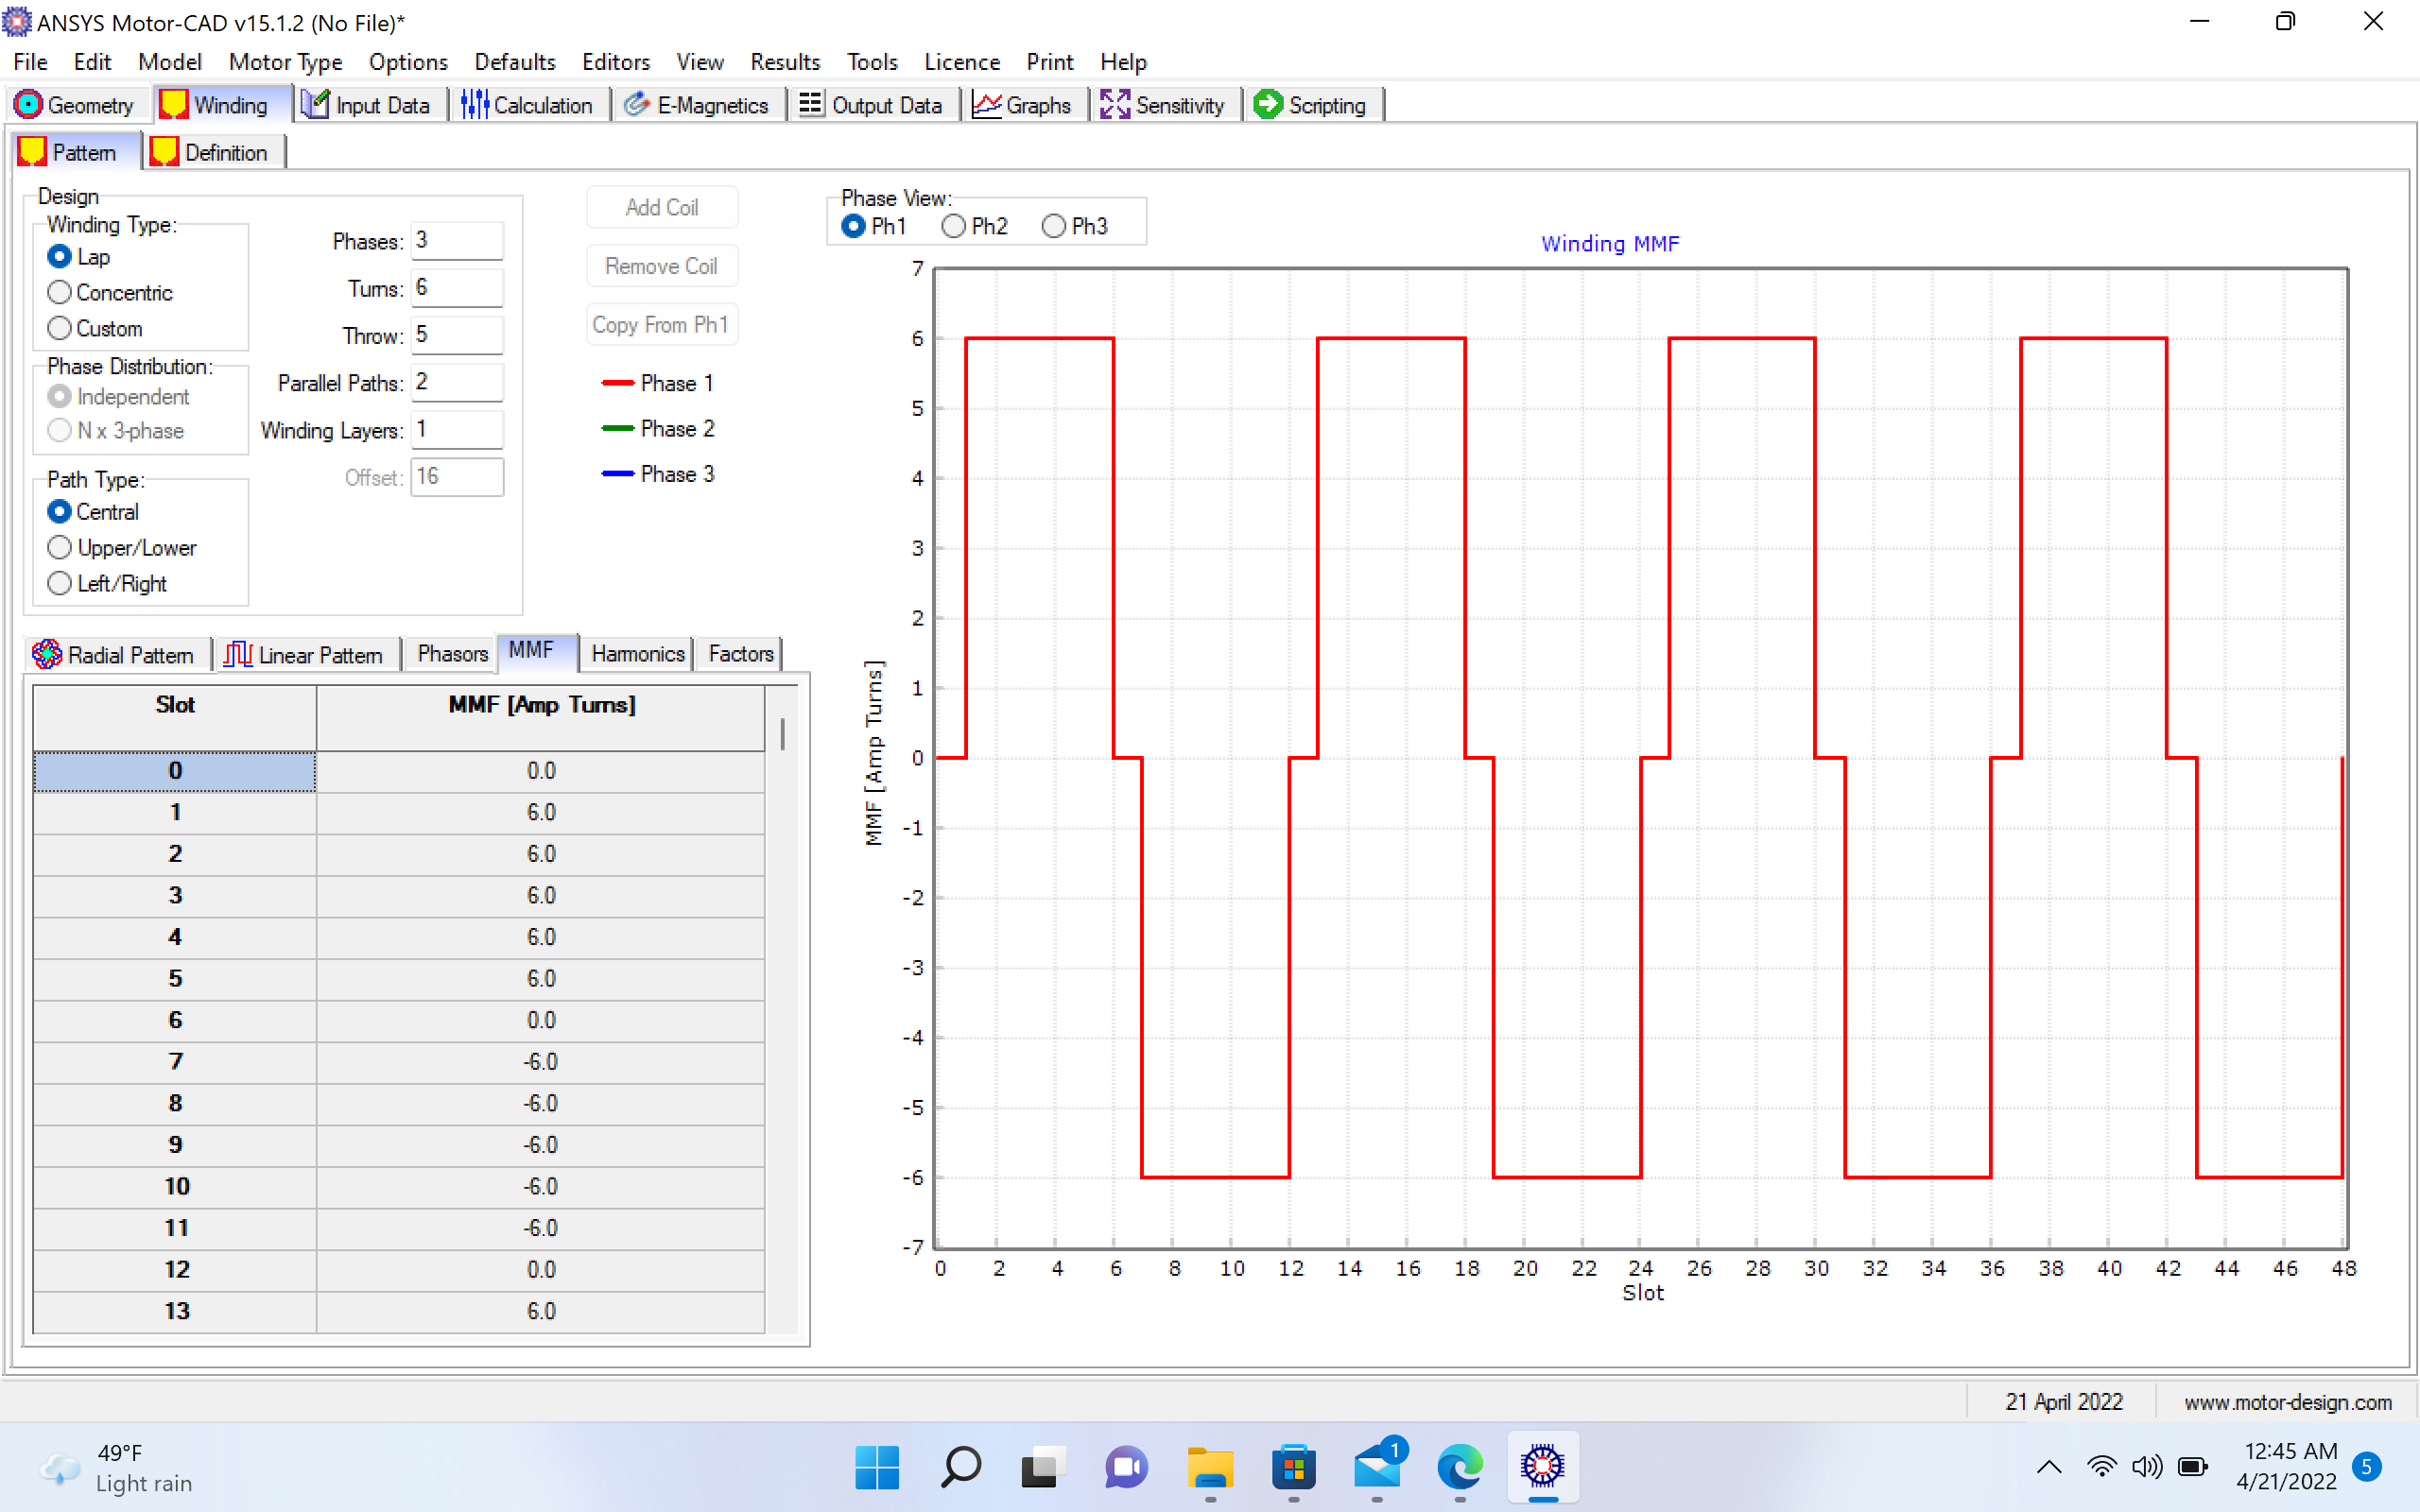 ANSYS Motor-CAD v15.1.2 (No File)*
File Edit Model Motor Type Options Defaults Editors View Results Tools Licence Print Help
Geometry Winding Input Data Calculation E-Magnetics Output Data Graphs Sensitivity Scripting
Pattern Definition
Design
Winding Type:
Lap
Concentric
Custom
Phase Distribution:
Independent
N x 3-phase
Path Type:
Central
Upper/Lower
Left/Right
Phases: 3
Turns: 6
Throw: 5
Parallel Paths: 2
Winding Layers: 1
Offset: 16
Add Coil
Remove Coil
Copy From Ph1
Phase 1
Phase 2
Phase 3
Radial Pattern Linear Pattern Phasors MMF Harmonics Factors
Slot MMF [Amp Turns]
0 0.0
1 6.0
2 6.0
3 6.0
4 6.0
5 6.0
6 0.0
7 -6.0
8 -6.0
9 -6.0
10 -6.0
11 -6.0
12 0.0
13 6.0
Phase View:
Ph1 Ph2 Ph3
Winding MMF
MMF [Amp Turns]
7
6
5
4
3
2
1
0
-1
-2
-3
-4
-5
-6
-7
0 2 4 6 8 10 12 14 16 18 20 22 24 26 28 30 32 34 36 38 40 42 44 46 48
Slot
21 April 2022 www.motor-design.com
49°F
Light rain
1
12:45 AM
4/21/2022
5